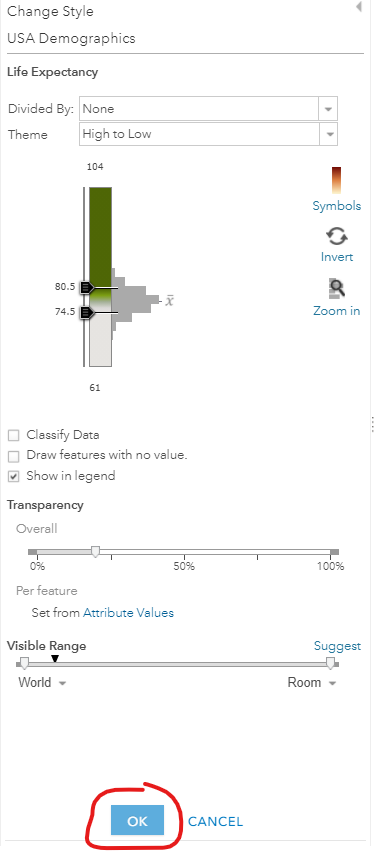 Change Style
USA Demographics
Life Expectancy
Divided By: None
Theme High to Low
104
Symbols
Invert
80.5
x̄
74.5
Zoom in
61
Classify Data
Draw features with no value.
Show in legend
Transparency
Overall
0% 50% 100%
Per feature
Set from Attribute Values
Visible Range Suggest
World Room
OK CANCEL